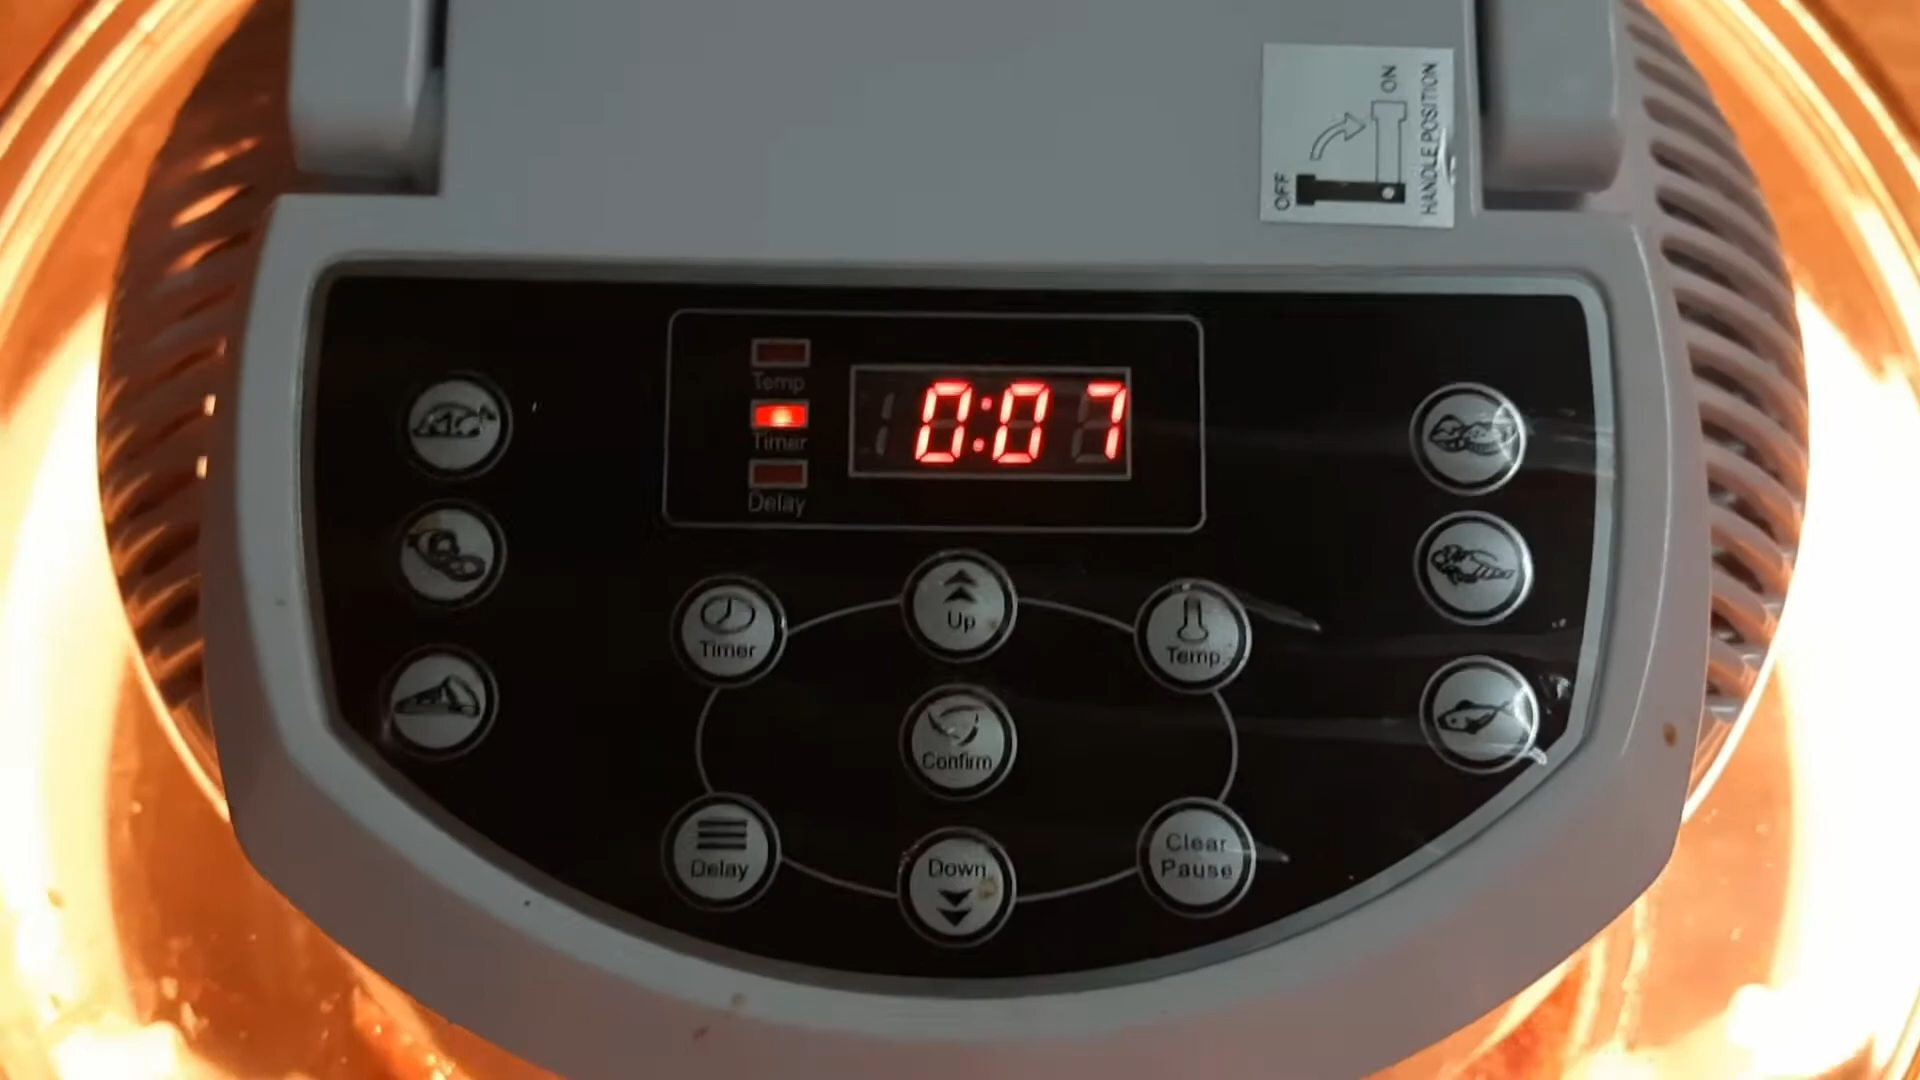 OFF
ON
HANDLE POSITION
Temp
0:07
Timer
Delay
Up
Timer
Temp
Confirm
Delay
Down
Clear
Pause